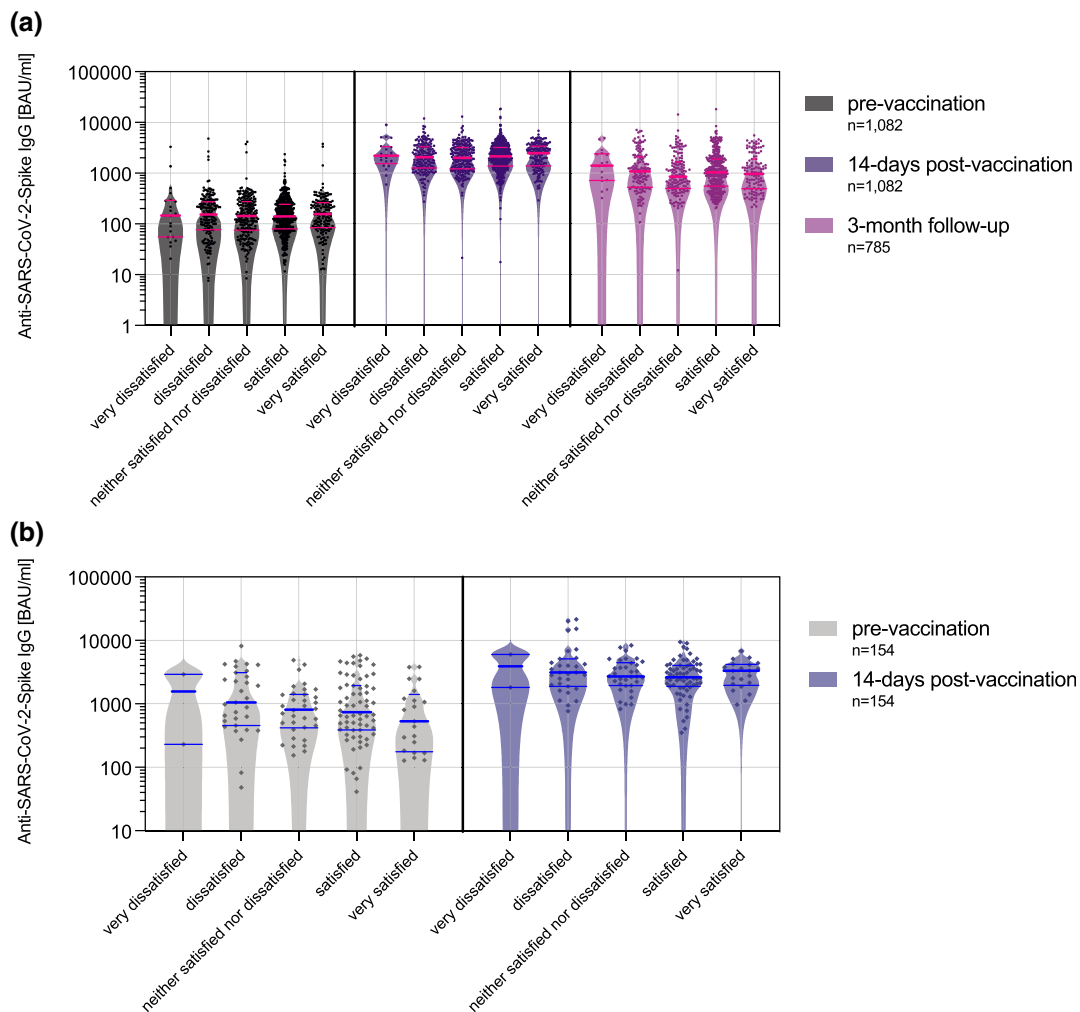 (a)
Anti-SARS-CoV-2-Spike IgG [BAU/ml]
100000
10000
1000
100
10
1
very dissatisfied
dissatisfied
neither satisfied nor dissatisfied
satisfied
very satisfied
very dissatisfied
dissatisfied
neither satisfied nor dissatisfied
satisfied
very satisfied
very dissatisfied
dissatisfied
neither satisfied nor dissatisfied
satisfied
very satisfied
pre-vaccination
n=1,082
14-days post-vaccination
n=1,082
3-month follow-up
n=785
(b)
Anti-SARS-CoV-2-Spike IgG [BAU/ml]
100000
10000
1000
100
10
very dissatisfied
dissatisfied
neither satisfied nor dissatisfied
satisfied
very satisfied
very dissatisfied
dissatisfied
neither satisfied nor dissatisfied
satisfied
very satisfied
pre-vaccination
n=154
14-days post-vaccination
n=154